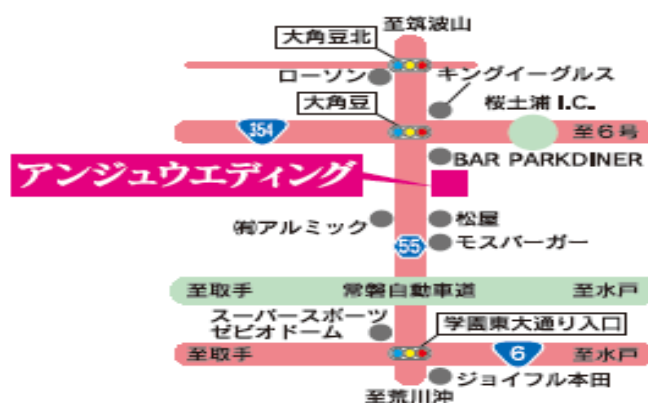 至筑波山
大角豆北
ローソン
キングイーグルス
大角豆
桜土浦 I.C.
354
至6号
BAR PARKDINER
アンジュウエディング
㈲アルミック
松屋
55
モスバーガー
至取手
常磐自動車道
至水戸
スーパースポーツ
ゼビオドーム
学園東大通り入口
至取手
6
至水戸
ジョイフル本田
至荒川沖